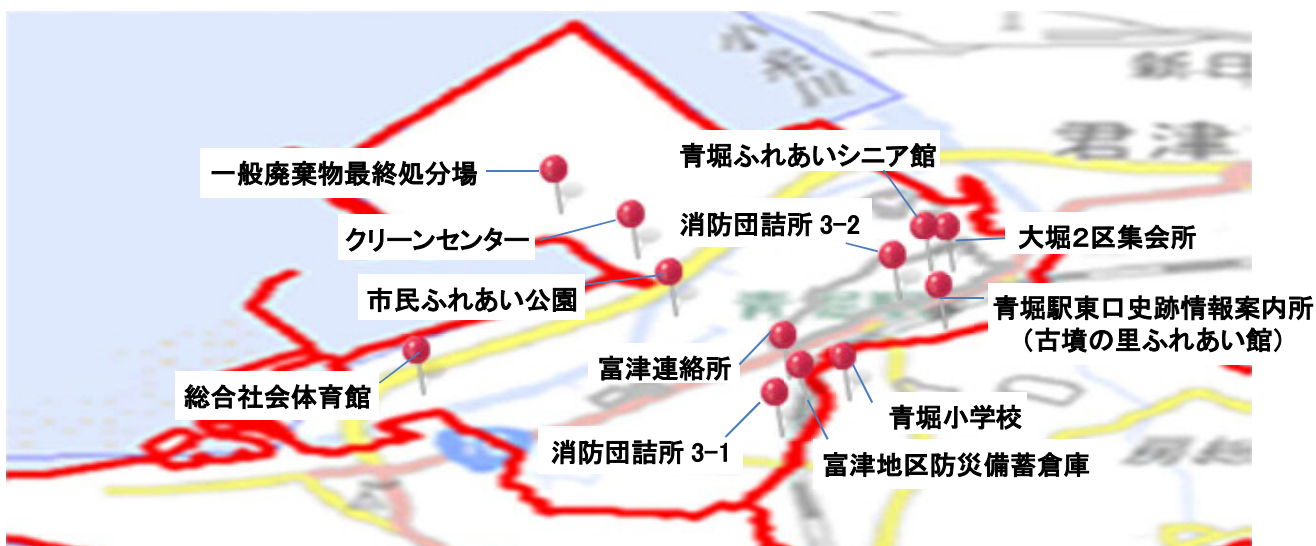 小糸川
新日
君津
青堀ふれあいシニア館
一般廃棄物最終処分場
消防団詰所 3-2
クリーンセンター
大堀2区集会所
市民ふれあい公園
青堀駅東口史跡情報案内所
(古墳の里ふれあい館)
富津連絡所
総合社会体育館
青堀小学校
消防団詰所 3-1
富津地区防災備蓄倉庫